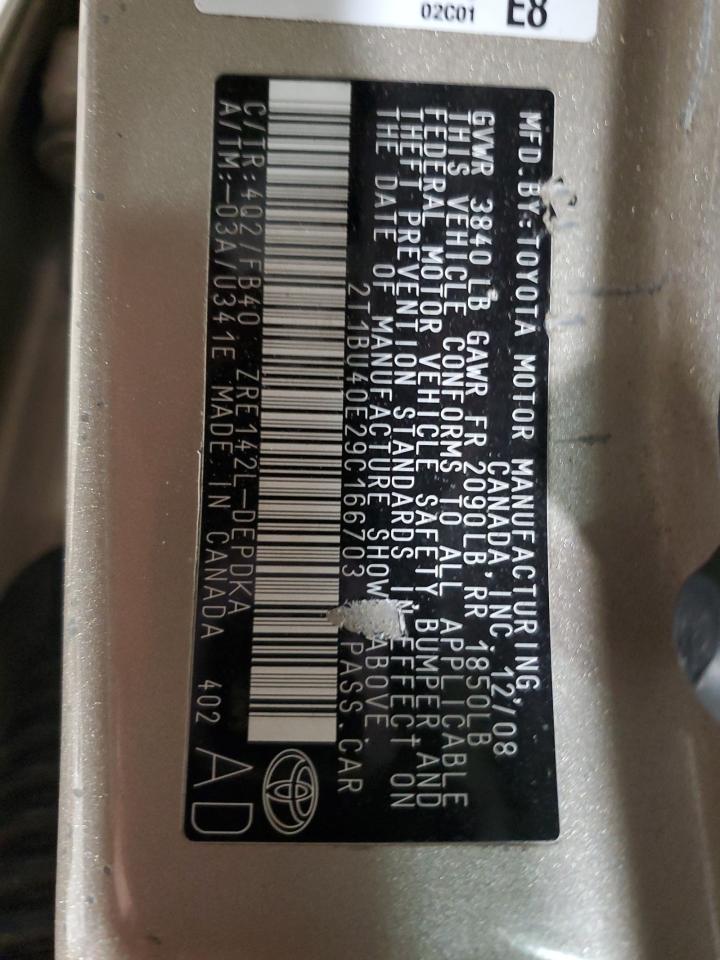 02C01 E8
MFD.BY:TOYOTA MOTOR MANUFACTURING,
CANADA, INC. 12/08
GVWR 3840LB GAWR FR 2090LB, RR 1850LB
THIS VEHICLE CONFORMS TO ALL APPLICABLE
FEDERAL MOTOR VEHICLE SAFETY, BUMPER, AND
THEFT PREVENTION STANDARDS IN EFFECT ON
THE DATE OF MANUFACTURE SHOWN ABOVE.
2T1BU40E29C166703 PASS.CAR
C/TR:4Q2/FB40 ZRE142L-DEPDKA
A/TM:-03A/U341E MADE IN CANADA 402
AD